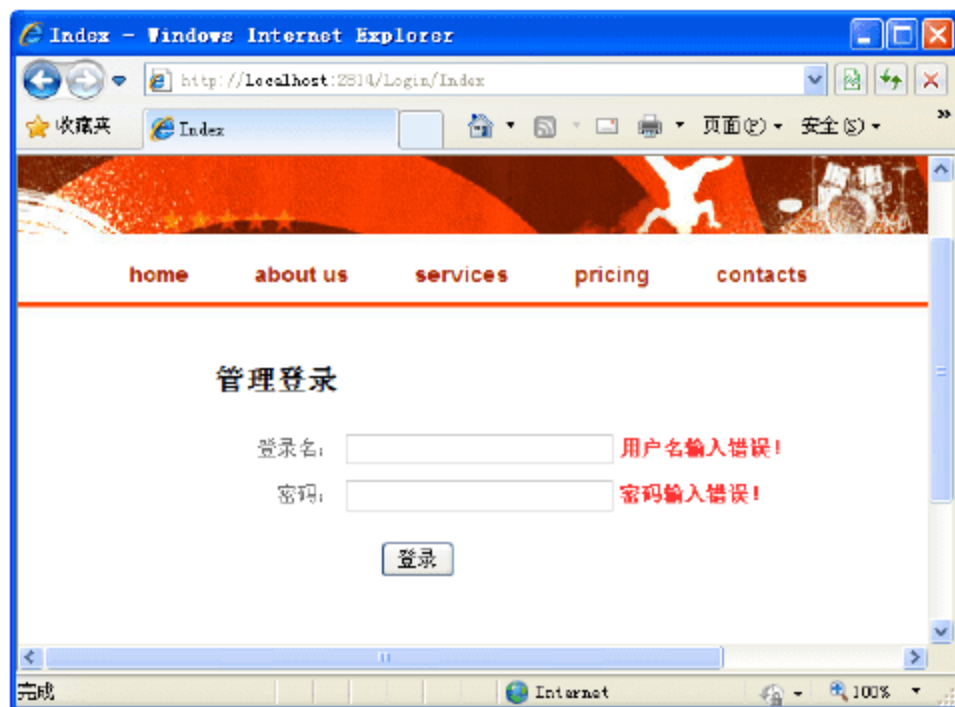 Index - Windows Internet Explorer
http://localhost:2814/Login/Index
收藏夹 Index 页面(P) 安全(S) »
home about us services pricing contacts
管理登录
登录名: 用户名输入错误!
密码: 密码输入错误!
登录
完成 Internet 100%